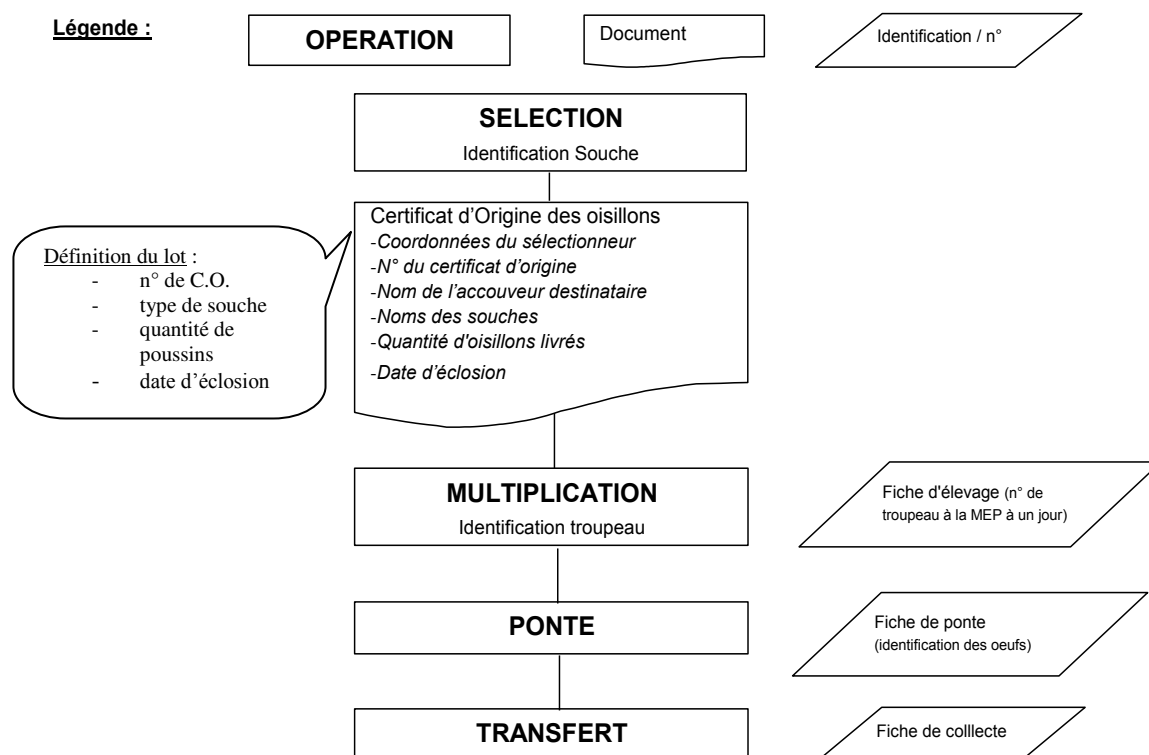 Légende :
OPERATION
Document
Identification / n°
SELECTION
Identification Souche
Certificat d'Origine des oisillons
-Coordonnées du sélectionneur
-N° du certificat d'origine
-Nom de l'accouveur destinataire
-Noms des souches
-Quantité d'oisillons livrés
-Date d'éclosion
Définition du lot :
- n° de C.O.
- type de souche
- quantité de
poussins
- date d'éclosion
MULTIPLICATION
Identification troupeau
Fiche d'élevage (n° de
troupeau à la MEP à un jour)
PONTE
Fiche de ponte
(identification des oeufs)
TRANSFERT
Fiche de colllecte